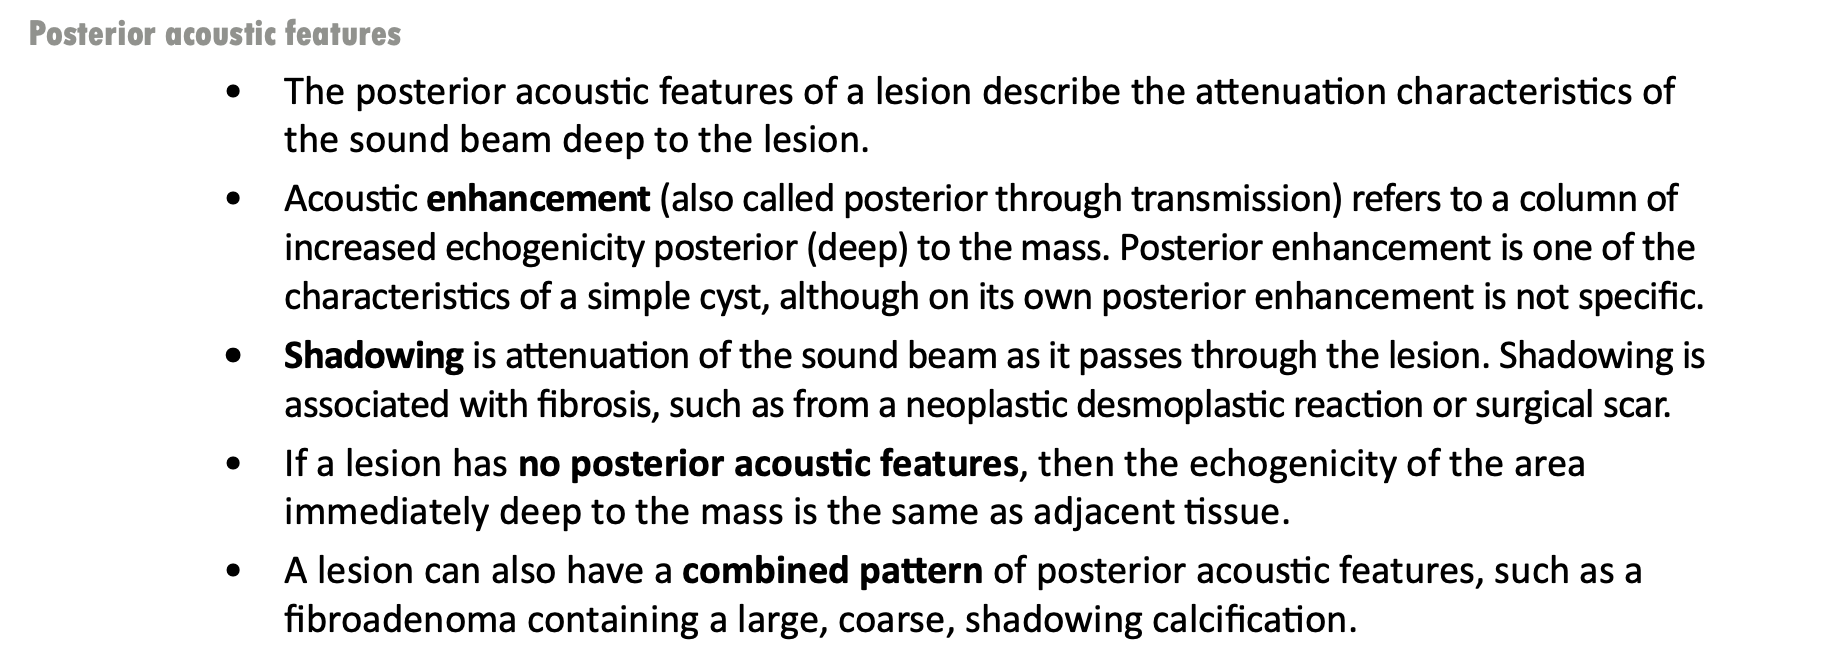 Posterior acoustic features
• The posterior acoustic features of a lesion describe the attenuation characteristics of
the sound beam deep to the lesion.
• Acoustic enhancement (also called posterior through transmission) refers to a column of
increased echogenicity posterior (deep) to the mass. Posterior enhancement is one of the
characteristics of a simple cyst, although on its own posterior enhancement is not specific.
• Shadowing is attenuation of the sound beam as it passes through the lesion. Shadowing is
associated with fibrosis, such as from a neoplastic desmoplastic reaction or surgical scar.
• If a lesion has no posterior acoustic features, then the echogenicity of the area
immediately deep to the mass is the same as adjacent tissue.
• A lesion can also have a combined pattern of posterior acoustic features, such as a
fibroadenoma containing a large, coarse, shadowing calcification.